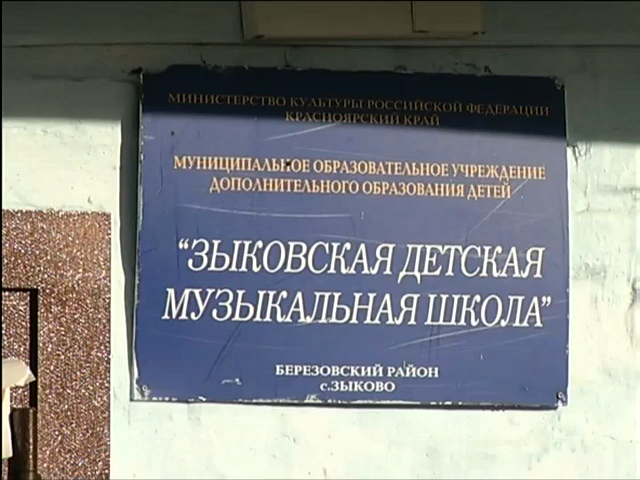 МИНИСТЕРСТВО КУЛЬТУРЫ РОССИЙСКОЙ ФЕДЕРАЦИИ
КРАСНОЯРСКИЙ КРАЙ
МУНИЦИПАЛЬНОЕ ОБРАЗОВАТЕЛЬНОЕ УЧРЕЖДЕНИЕ
ДОПОЛНИТЕЛЬНОГО ОБРАЗОВАНИЯ ДЕТЕЙ
“ЗЫКОВСКАЯ ДЕТСКАЯ
МУЗЫКАЛЬНАЯ ШКОЛА”
БЕРЕЗОВСКИЙ РАЙОН
с.ЗЫКОВО